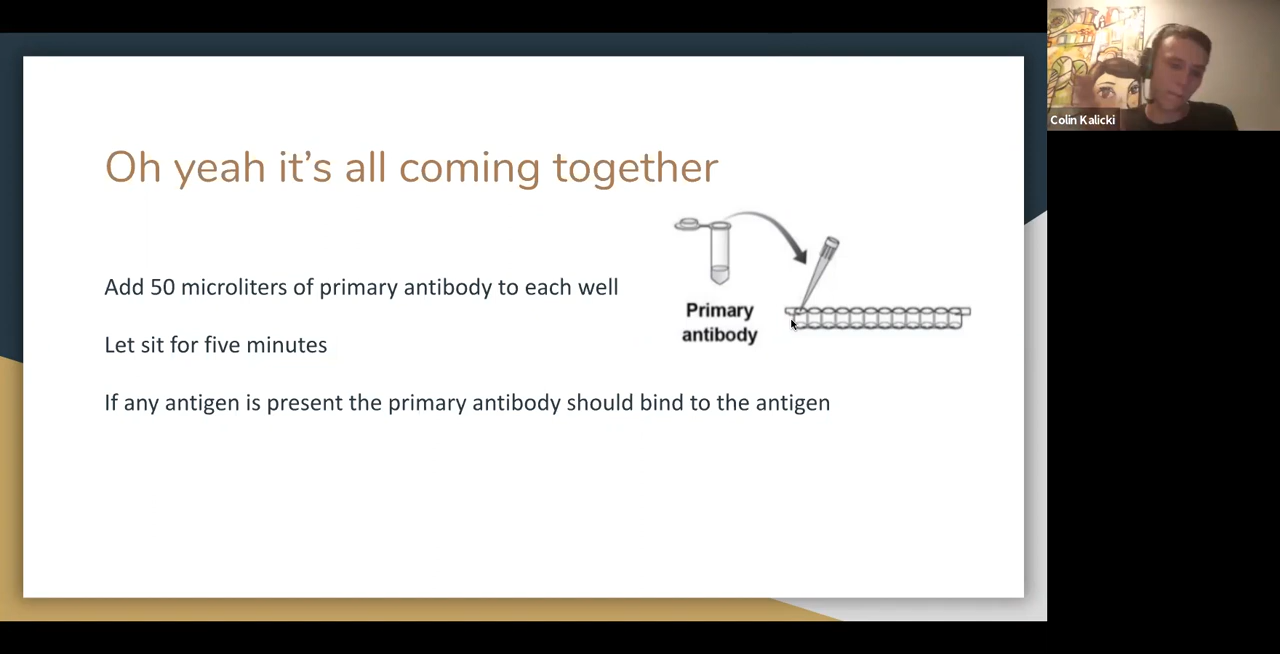 Oh yeah it's all coming together
Add 50 microliters of primary antibody to each well
Let sit for five minutes
If any antigen is present the primary antibody should bind to the antigen
Primary
antibody
Colin Kalicki